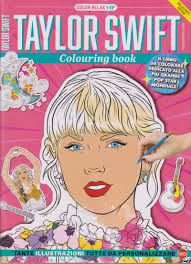 COLOR RELAX VIP
TAYLOR SWIFT
TAYLOR SWIFT
Colouring book
IL LIBRO
DA COLORARE
DEDICATO ALLA
PIÙ GRANDE
POP STAR
MONDIALE!
TANTE ILLUSTRAZIONI TUTTE DA PERSONALIZZARE